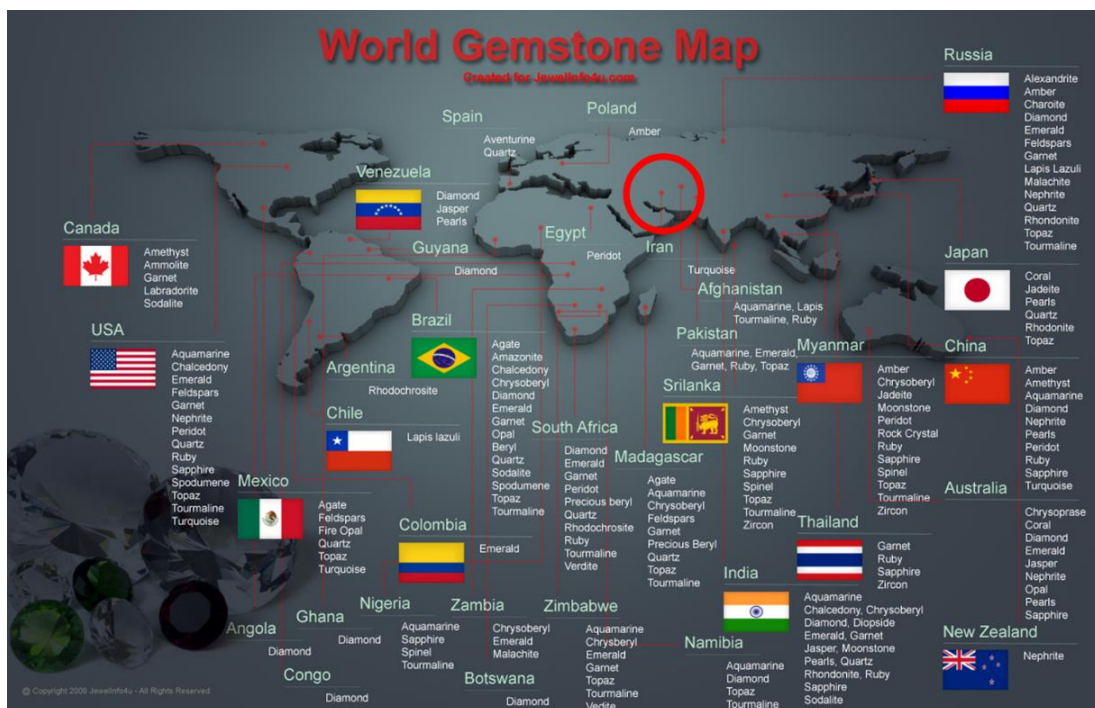 World Gemstone Map
Created for JewelInfo4u.com
Russia
Alexandrite
Amber
Charoite
Diamond
Emerald
Feldspars
Garnet
Lapis Lazuli
Malachite
Nephrite
Quartz
Rhondonite
Topaz
Tourmaline
Poland
Amber
Spain
Aventurine
Quartz
Venezuela
Diamond
Jasper
Pearls
Canada
Amethyst
Ammolite
Garnet
Labradorite
Sodalite
Guyana
Diamond
Egypt
Peridot
Iran
Turquoise
Afghanistan
Aquamarine, Lapis
Tourmaline, Ruby
Japan
Coral
Jadeite
Pearls
Quartz
Rhodonite
Topaz
USA
Aquamarine
Chalcedony
Emerald
Feldspars
Garnet
Nephrite
Peridot
Quartz
Ruby
Sapphire
Spodumene
Topaz
Tourmaline
Turquoise
Brazil
Agate
Amazonite
Chalcedony
Chrysoberyl
Diamond
Emerald
Garnet
Opal
Beryl
Quartz
Sodalite
Spodumene
Topaz
Tourmaline
Argentina
Rhodochrosite
Pakistan
Aquamarine, Emerald,
Garnet, Ruby, Topaz
Myanmar
Amber
Chrysoberyl
Jadeite
Moonstone
Peridot
Rock Crystal
Ruby
Sapphire
Spinel
Topaz
Tourmaline
Zircon
China
Amber
Amethyst
Aquamarine
Diamond
Nephrite
Pearls
Peridot
Ruby
Sapphire
Turquoise
Srilanka
Amethyst
Chrysoberyl
Garnet
Moonstone
Ruby
Sapphire
Spinel
Topaz
Tourmaline
Zircon
Chile
Lapis lazuli
South Africa
Diamond
Emerald
Garnet
Peridot
Precious beryl
Quartz
Rhodochrosite
Ruby
Tourmaline
Verdite
Madagascar
Agate
Aquamarine
Chrysoberyl
Feldspars
Garnet
Precious Beryl
Quartz
Topaz
Tourmaline
Mexico
Agate
Feldspars
Fire Opal
Quartz
Topaz
Turquoise
Australia
Chrysoprase
Coral
Diamond
Emerald
Jasper
Nephrite
Opal
Pearls
Sapphire
Colombia
Emerald
Thailand
Garnet
Ruby
Sapphire
Zircon
India
Aquamarine
Chalcedony, Chrysoberyl
Diamond, Diopside
Emerald, Garnet
Jasper, Moonstone
Pearls, Quartz
Rhondonite, Ruby
Sapphire
Sodalite
Angola
Diamond
Ghana
Diamond
Nigeria
Aquamarine
Sapphire
Spinel
Tourmaline
Zambia
Chrysoberyl
Emerald
Malachite
Zimbabwe
Aquamarine
Chrysberyl
Emerald
Garnet
Topaz
Tourmaline
Vedite
Namibia
Aquamarine
Diamond
Topaz
Tourmaline
New Zealand
Nephrite
Congo
Diamond
Botswana
Diamond
@ Copyright 2009 JewelInfo4u - All Rights Reserved.